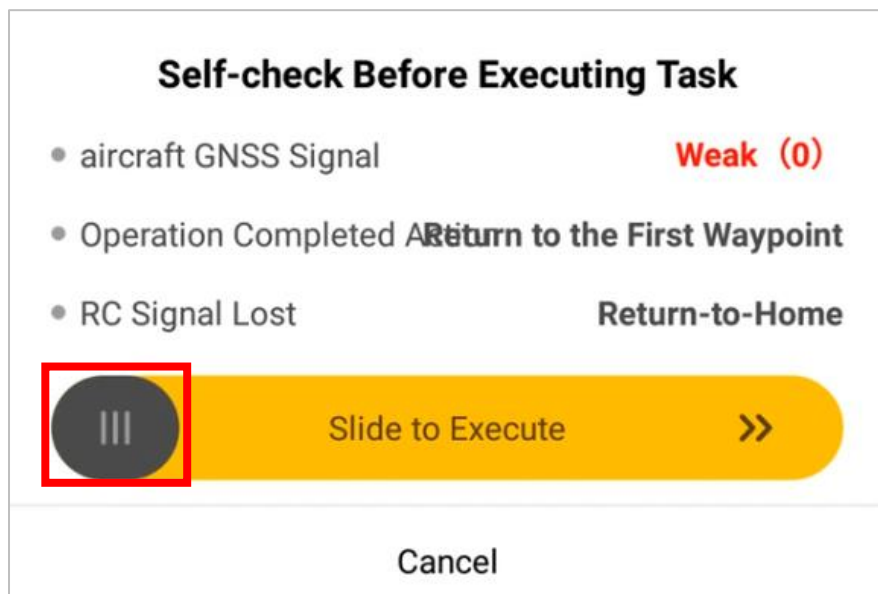 Self-check Before Executing Task
aircraft GNSS Signal Weak（0）
Operation Completed Action Return to the First Waypoint
RC Signal Lost Return-to-Home
Slide to Execute
Cancel